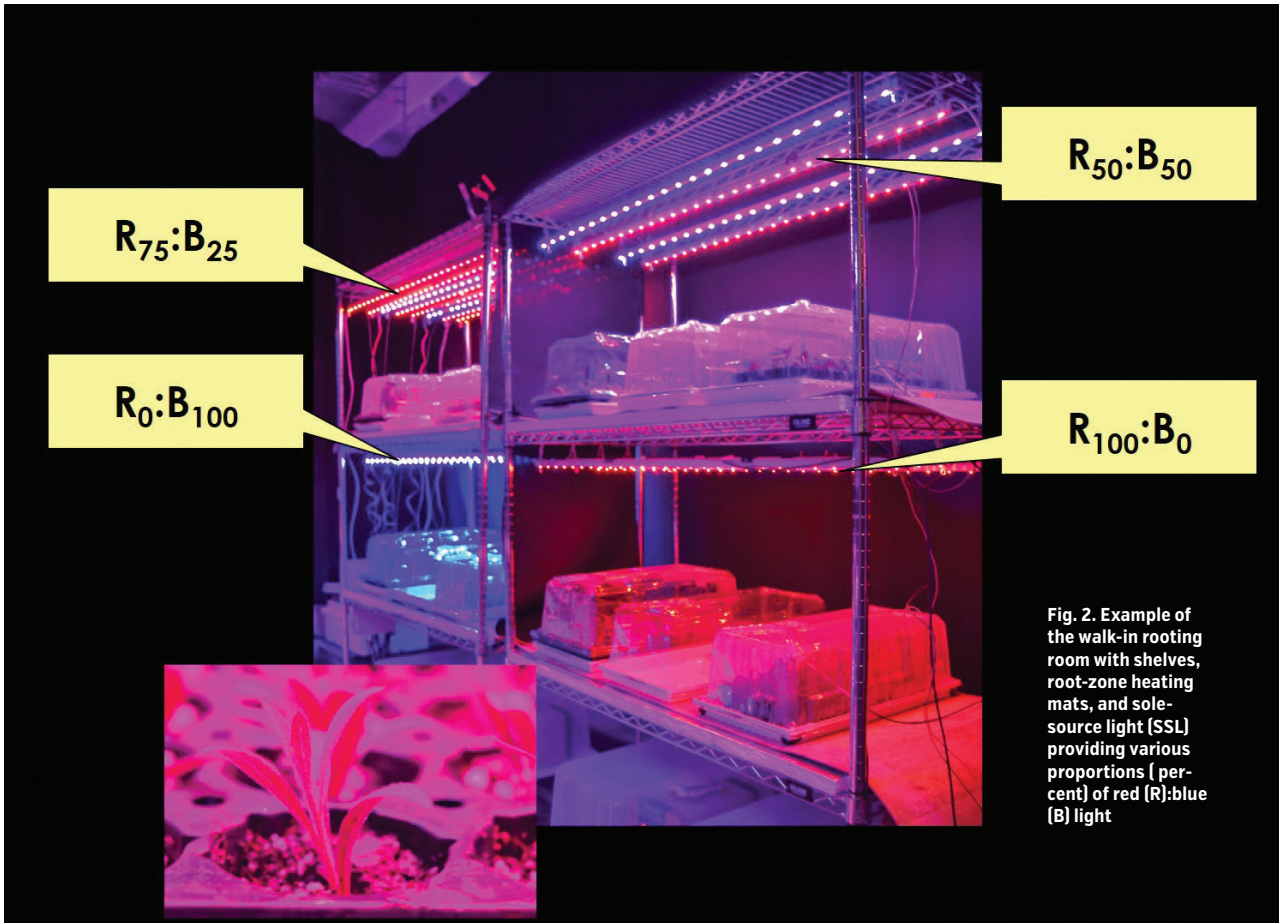 R₅₀:B₅₀
R₇₅:B₂₅
R₀:B₁₀₀
R₁₀₀:B₀
Fig. 2. Example of
the walk-in rooting
room with shelves,
root-zone heating
mats, and sole-
source light (SSL)
providing various
proportions ( per-
cent) of red (R):blue
(B) light